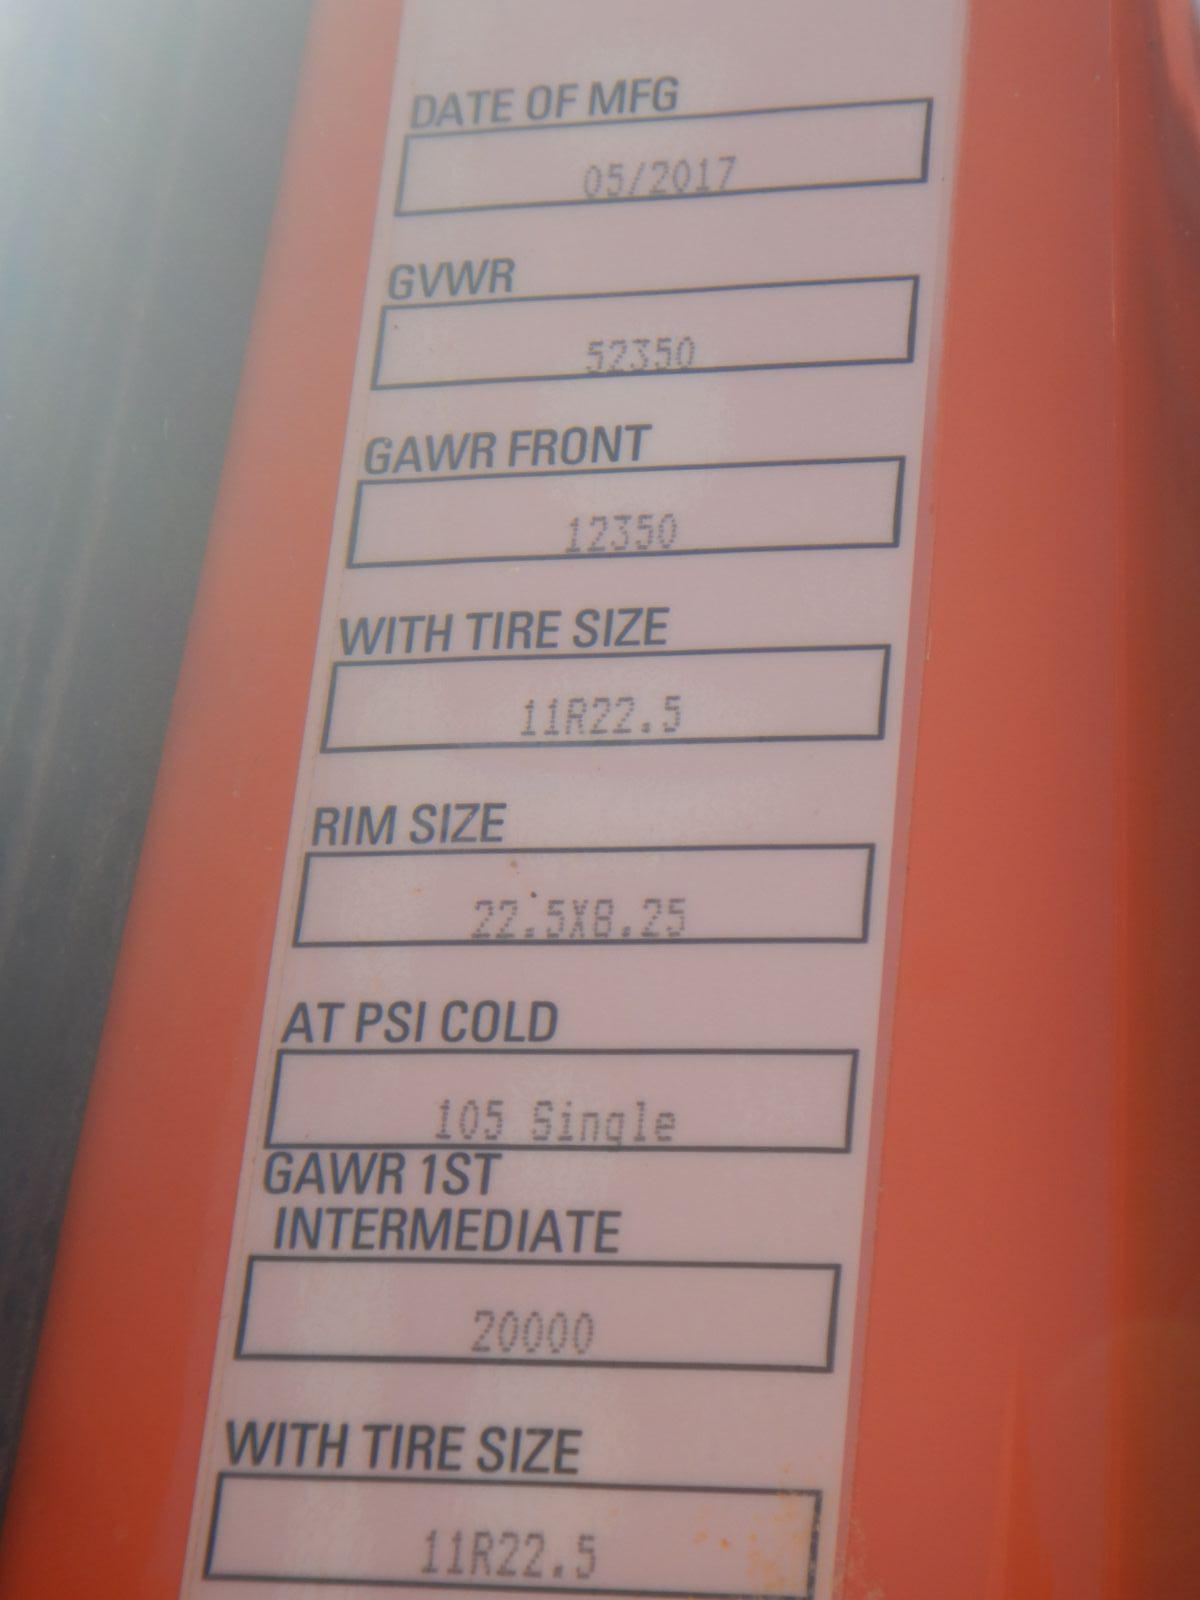 DATE OF MFG
05/2017
GVWR
52350
GAWR FRONT
12350
WITH TIRE SIZE
11R22.5
RIM SIZE
22.5X8.25
AT PSI COLD
105 Single
GAWR 1ST
INTERMEDIATE
20000
WITH TIRE SIZE
11R22.5